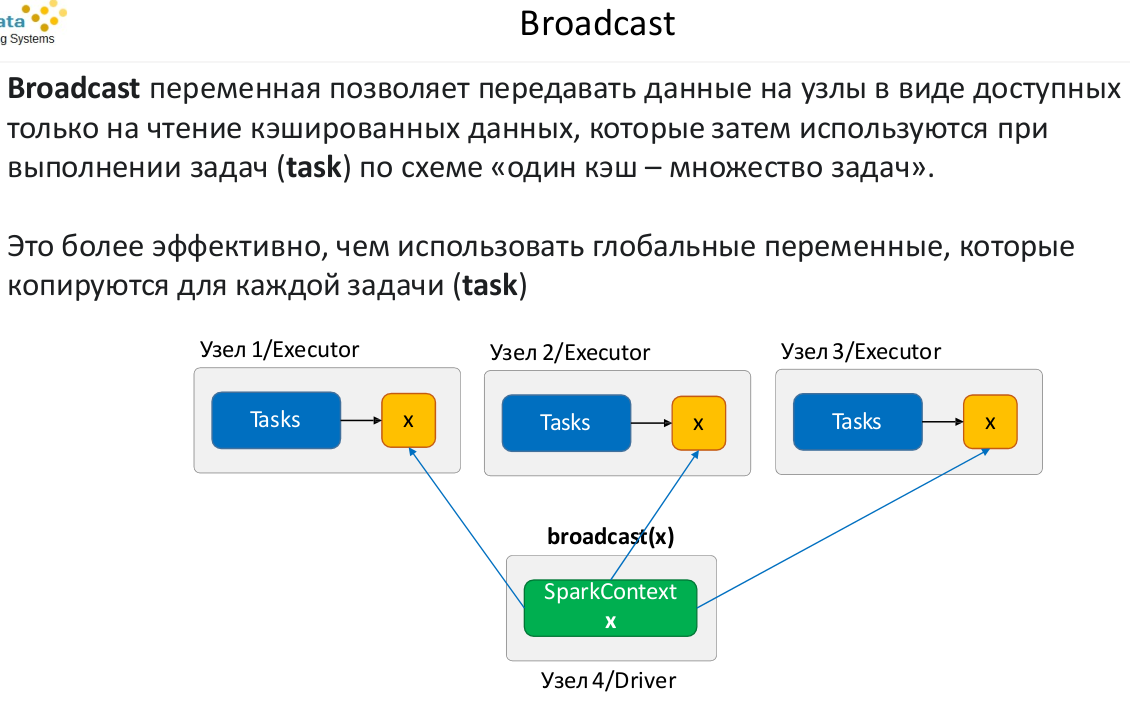 ata
g Systems
Broadcast
Broadcast переменная позволяет передавать данные на узлы в виде доступных
только на чтение кэшированных данных, которые затем используются при
выполнении задач (task) по схеме «один кэш – множество задач».
Это более эффективно, чем использовать глобальные переменные, которые
копируются для каждой задачи (task)
Узел 1/Executor
Узел 2/Executor
Узел 3/Executor
Tasks
x
Tasks
x
Tasks
x
broadcast(x)
SparkContext
x
Узел 4/Driver